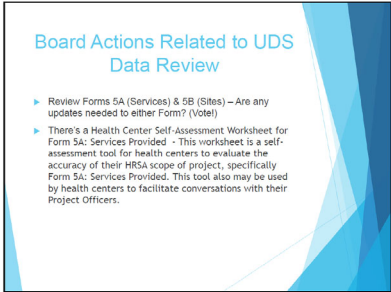 Board Actions Related to UDS
Data Review
Review Forms 5A (Services) & 5B (Sites) – Are any
updates needed to either Form? (Vote!)
There's a Health Center Self-Assessment Worksheet for
Form 5A: Services Provided - This worksheet is a self-
assessment tool for health centers to evaluate the
accuracy of their HRSA scope of project, specifically
Form 5A: Services Provided. This tool also may be used
by health centers to facilitate conversations with their
Project Officers.